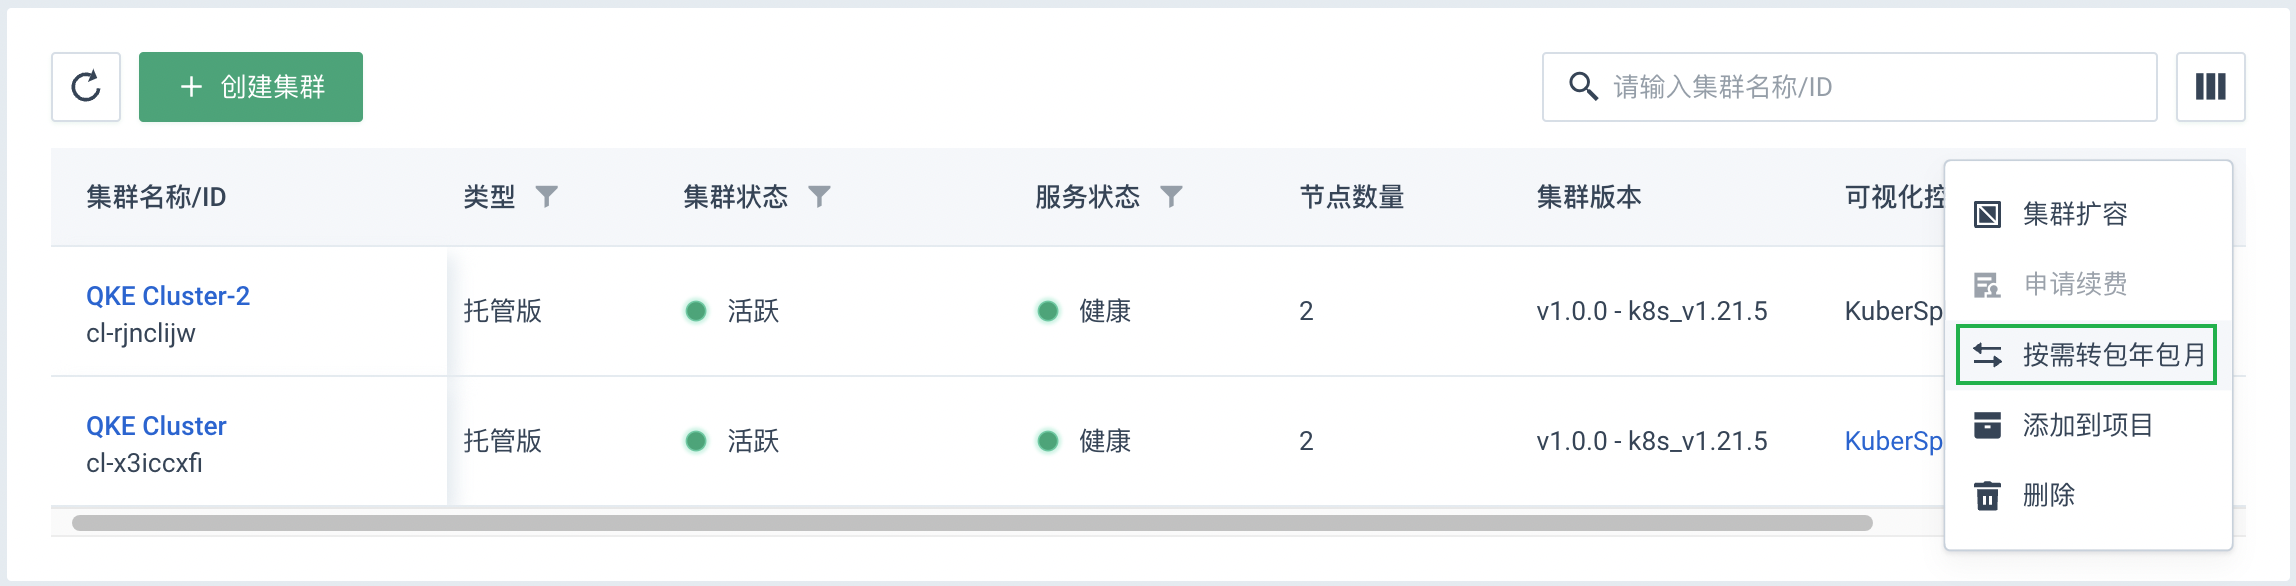 创建集群
请输入集群名称/ID
集群名称/ID 类型 集群状态 服务状态 节点数量 集群版本 可视化控
QKE Cluster-2
cl-rjnclijw
托管版 活跃 健康 2 v1.0.0 - k8s_v1.21.5 KuberSp
QKE Cluster
cl-x3iccxfi
托管版 活跃 健康 2 v1.0.0 - k8s_v1.21.5 KuberSp
集群扩容
申请续费
按需转包年包月
添加到项目
删除